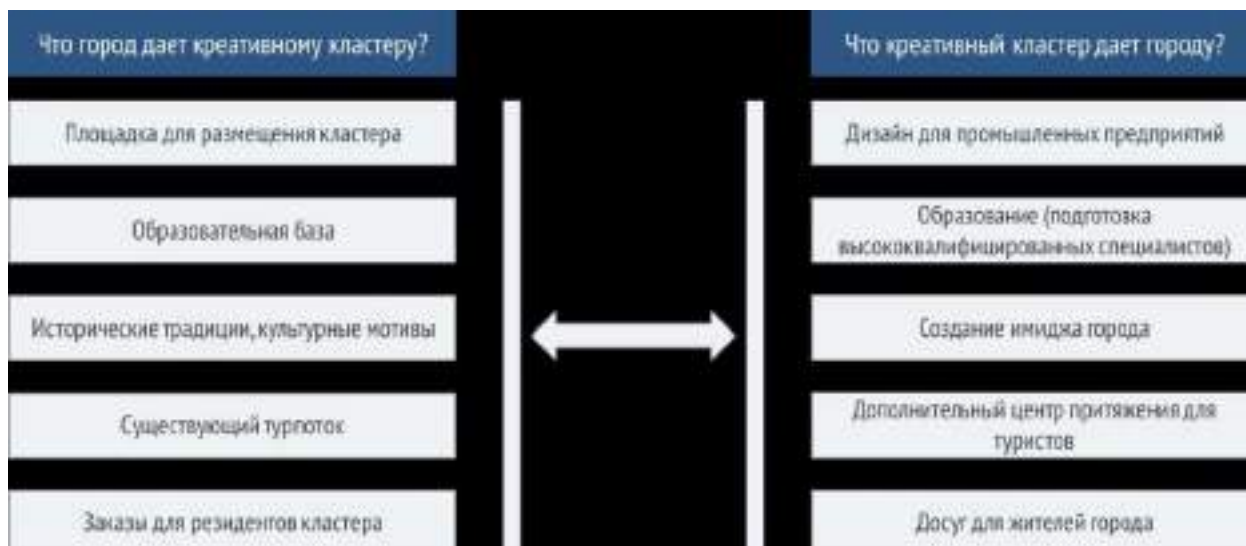 Что город дает креативному кластеру?
Площадка для размещения кластера
Образовательная база
Исторические традиции, культурные мотивы
Существующий турпоток
Заказы для резидентов кластера
Что креативный кластер дает городу?
Дизайн для промышленных предприятий
Образование (подготовка
высококвалифицированных специалистов)
Создание имиджа города
Дополнительный центр притяжения для
туристов
Досуг для жителей города